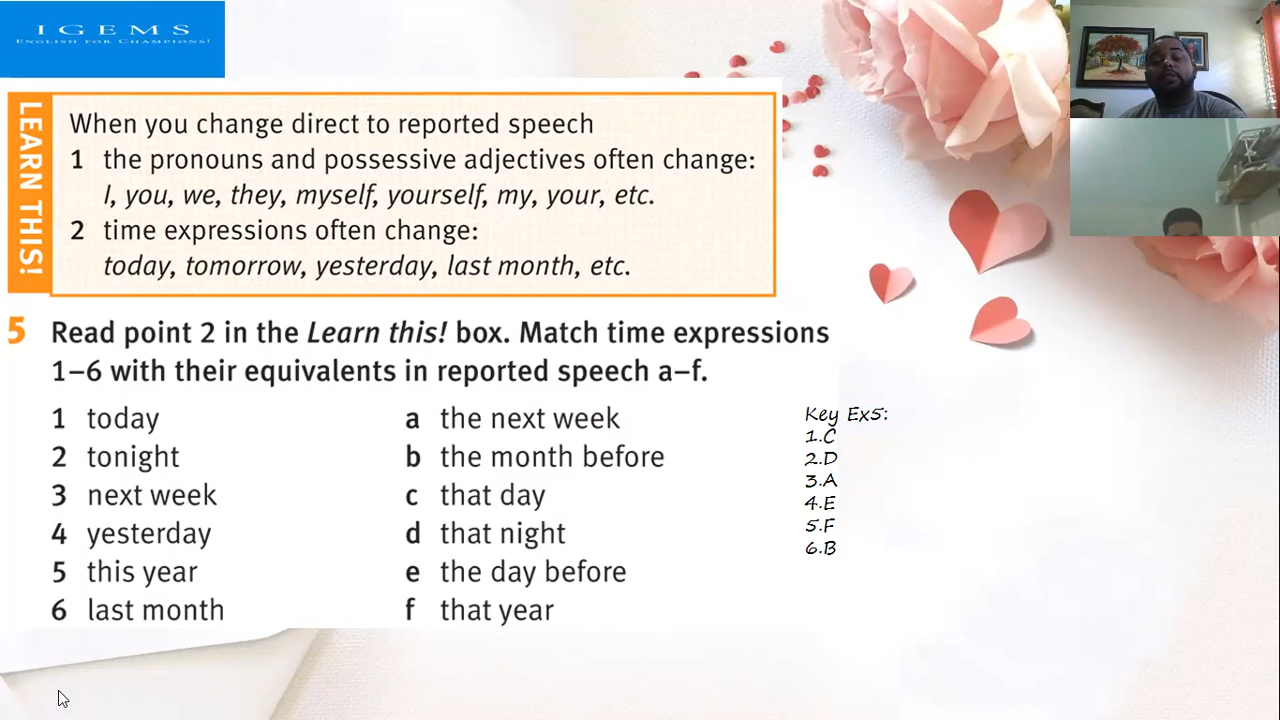 IGEMS
ENGLISH FOR CHAMPIONS!
LEARN THIS!
When you change direct to reported speech
1 the pronouns and possessive adjectives often change:
I, you, we, they, myself, yourself, my, your, etc.
2 time expressions often change:
today, tomorrow, yesterday, last month, etc.
5 Read point 2 in the Learn this! box. Match time expressions
1–6 with their equivalents in reported speech a–f.
1 today
2 tonight
3 next week
4 yesterday
5 this year
6 last month
a the next week
b the month before
c that day
d that night
e the day before
f that year
Key Ex5:
1.C
2.D
3.A
4.E
5.F
6.B